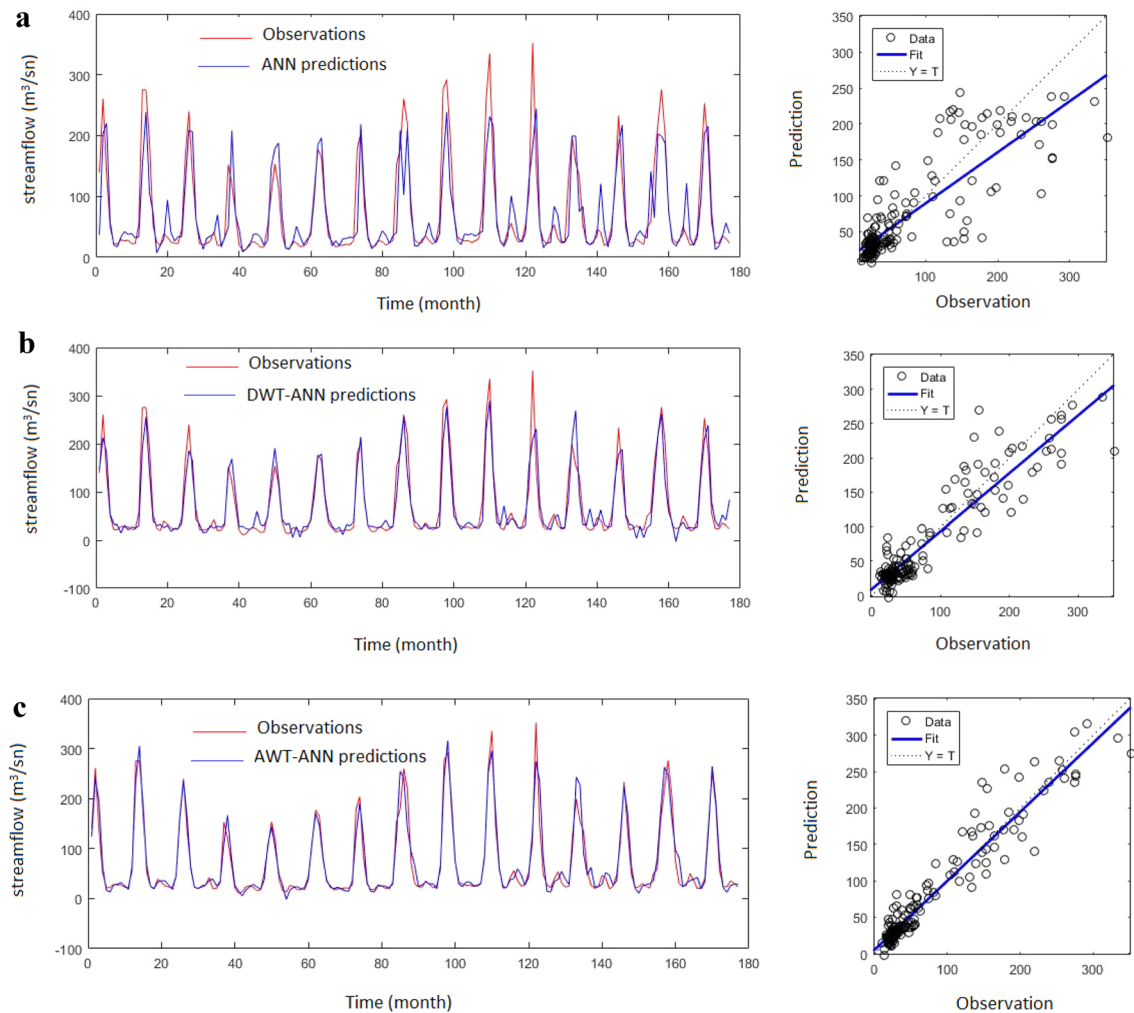 a
400
300
200
100
0
Observations
ANN predictions
streamflow (m³/sn)
0 20 40 60 80 100 120 140 160 180
Time (month)
350
300
250
200
150
100
50
Data
Fit
Y = T
Prediction
100 200 300
Observation
b
400
300
200
100
0
-100
Observations
DWT-ANN predictions
streamflow (m³/sn)
0 20 40 60 80 100 120 140 160 180
Time (month)
350
300
250
200
150
100
50
0
Data
Fit
Y = T
Prediction
0 100 200 300
Observation
c
400
300
200
100
0
-100
Observations
AWT-ANN predictions
streamflow (m³/sn)
0 20 40 60 80 100 120 140 160 180
Time (month)
350
300
250
200
150
100
50
0
Data
Fit
Y = T
Prediction
0 100 200 300
Observation